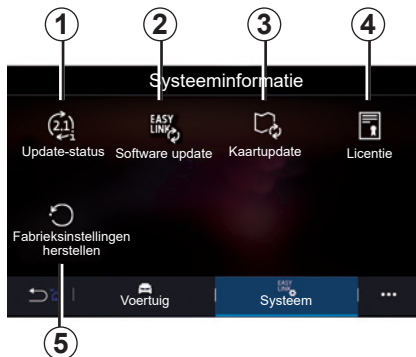 1 2 3 4
Systeeminformatie
2.1
EASY
LINK
Update-status Software update Kaartupdate Licentie
Fabrieksinstellingen
herstellen
EASY
LINK
Voertuig Systeem
5